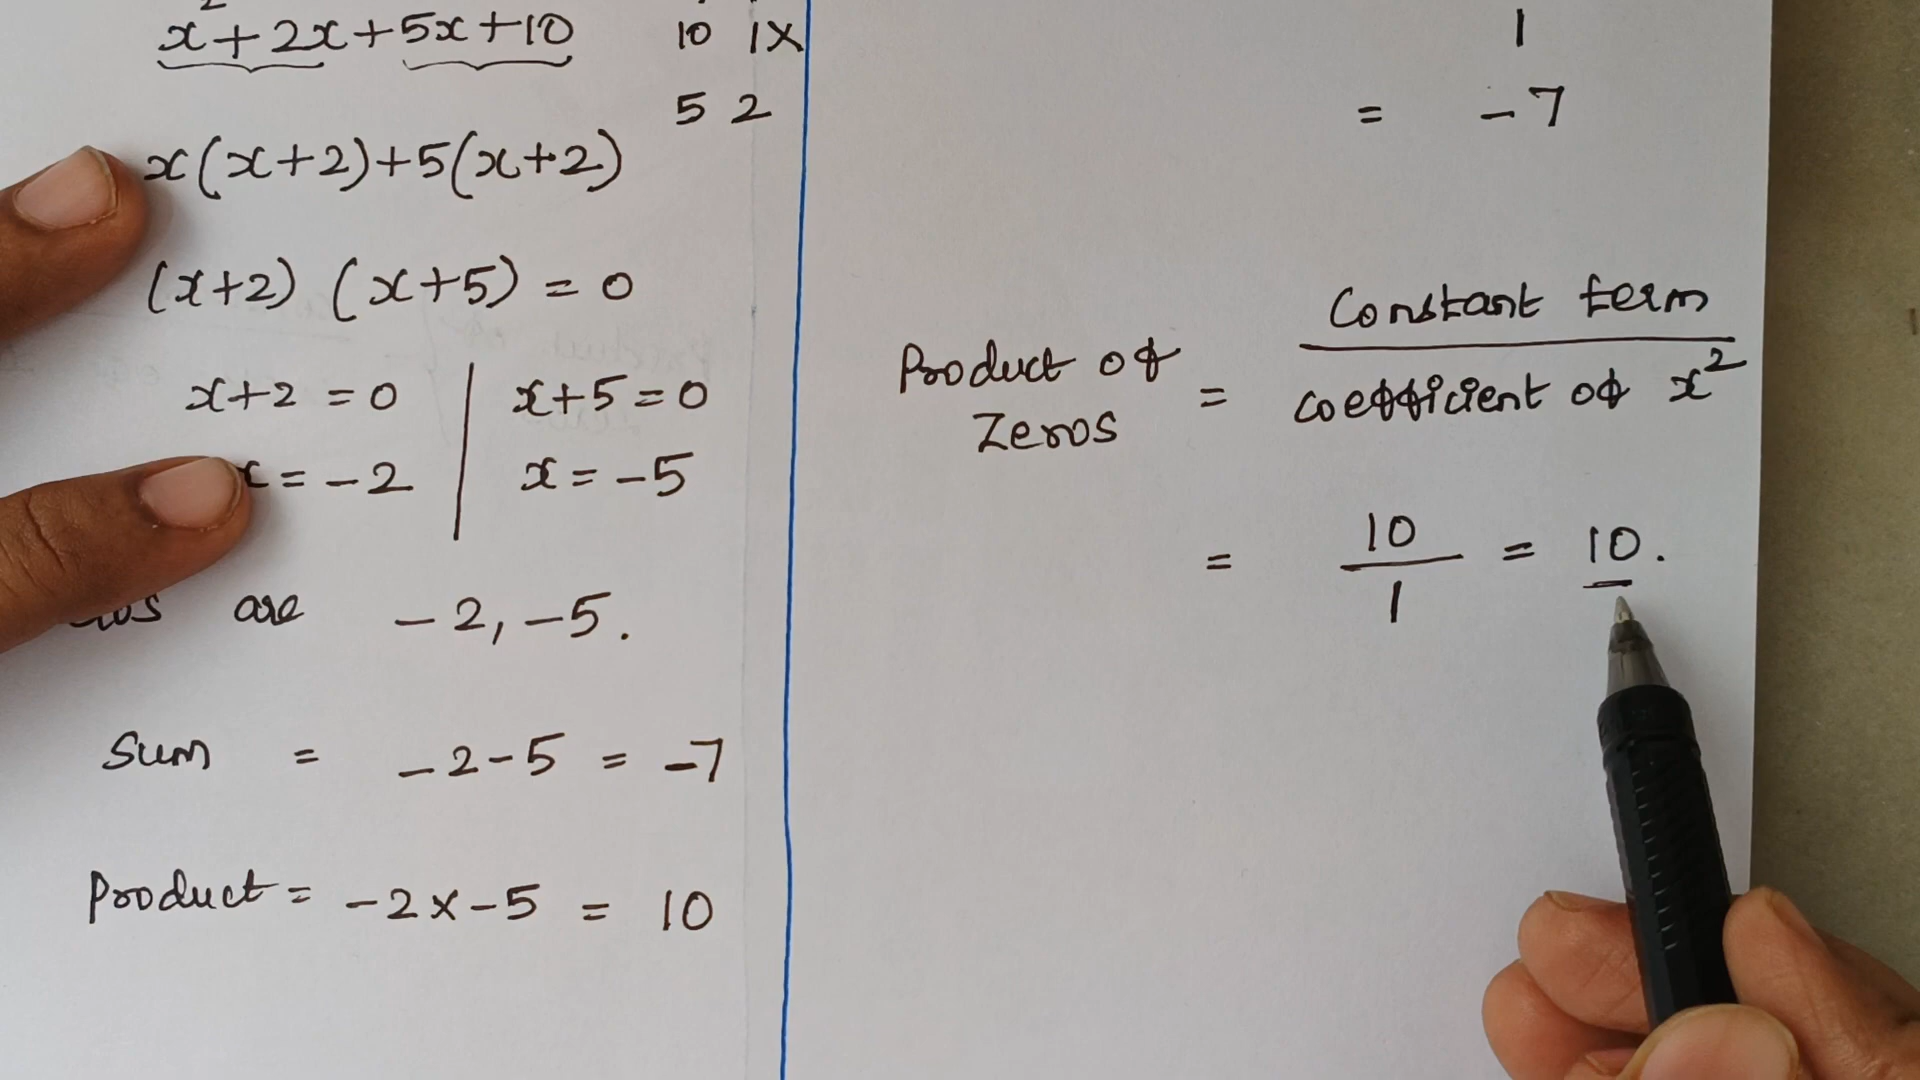 x²+2x+5x+10
10 1X
5 2
x(x+2)+5(x+2)
(x+2) (x+5) = 0
x+2 = 0
x+5=0
= -2
x = -5
are -2, -5.
Sum = -2-5 = -7
Product = -2x-5 = 10
1
= -7
Product of Zeros = Constant term / coefficient of x²
= 10/1 = 10.